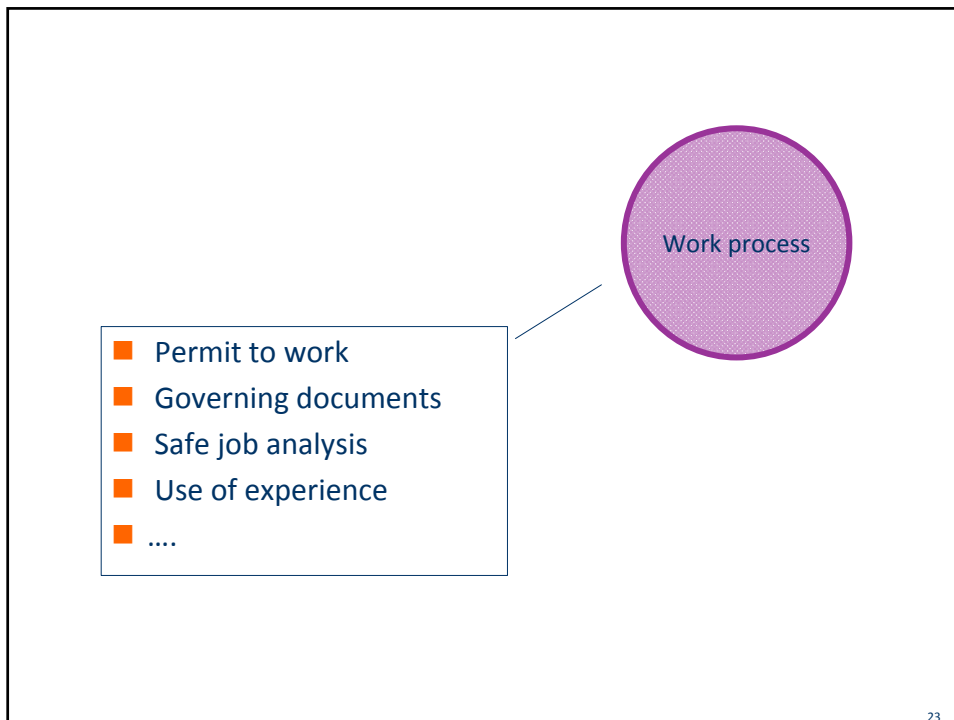 Work process
Permit to work
Governing documents
Safe job analysis
Use of experience
....
23